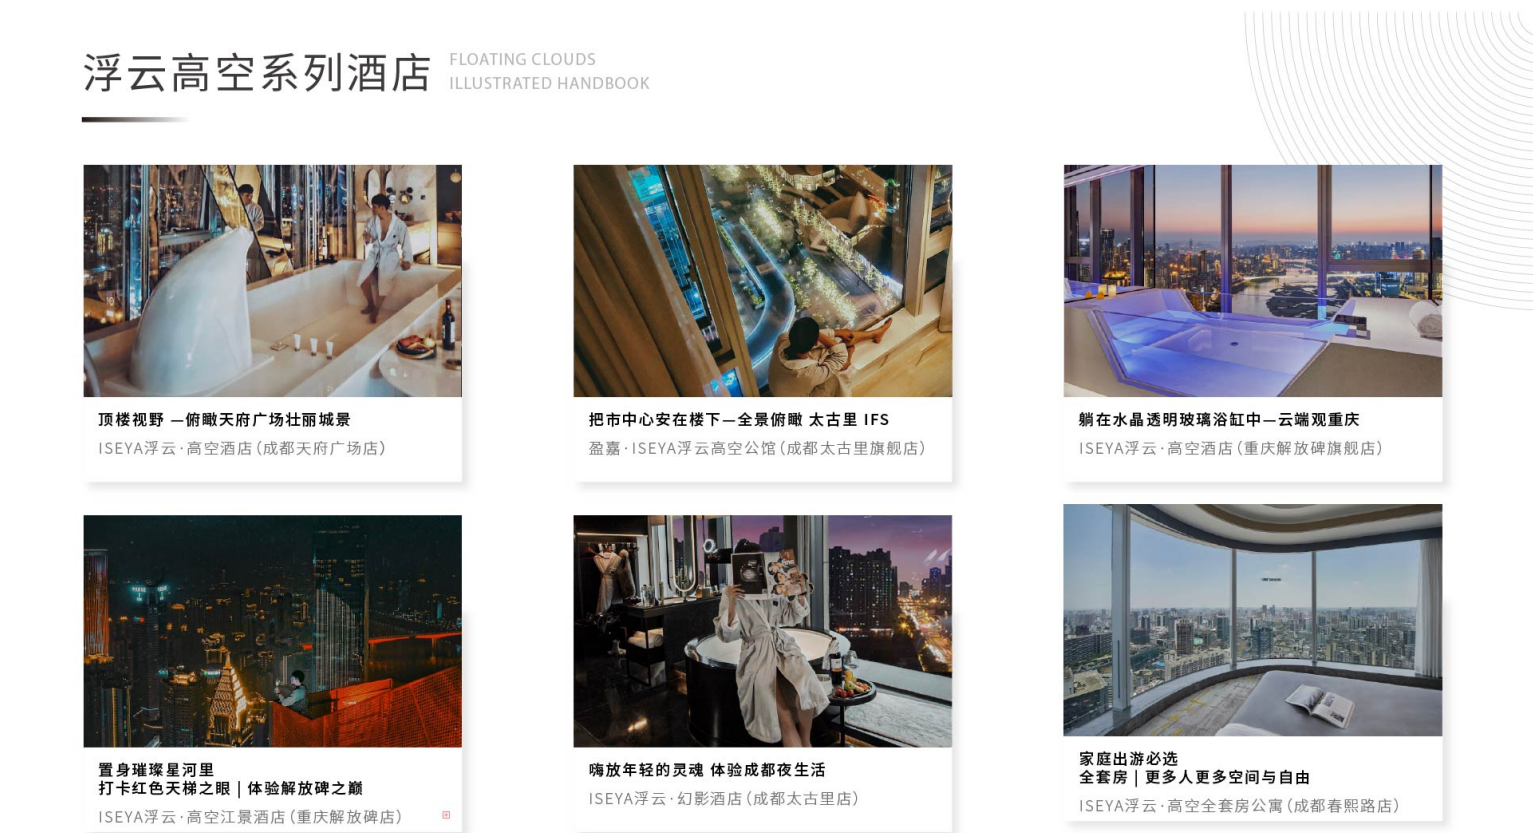 浮云高空系列酒店
FLOATING CLOUDS
ILLUSTRATED HANDBOOK
顶楼视野 —俯瞰天府广场壮丽城景
ISEYA浮云·高空酒店（成都天府广场店）
把市中心安在楼下—全景俯瞰 太古里 IFS
盈嘉·ISEYA浮云高空公馆（成都太古里旗舰店）
躺在水晶透明玻璃浴缸中—云端观重庆
ISEYA浮云·高空酒店（重庆解放碑旗舰店）
置身璀璨星河里
打卡红色天梯之眼 | 体验解放碑之巅
ISEYA浮云·高空江景酒店（重庆解放碑店）
嗨放年轻的灵魂 体验成都夜生活
ISEYA浮云·幻影酒店（成都太古里店）
家庭出游必选
全套房 | 更多人更多空间与自由
ISEYA浮云·高空全套房公寓（成都春熙路店）